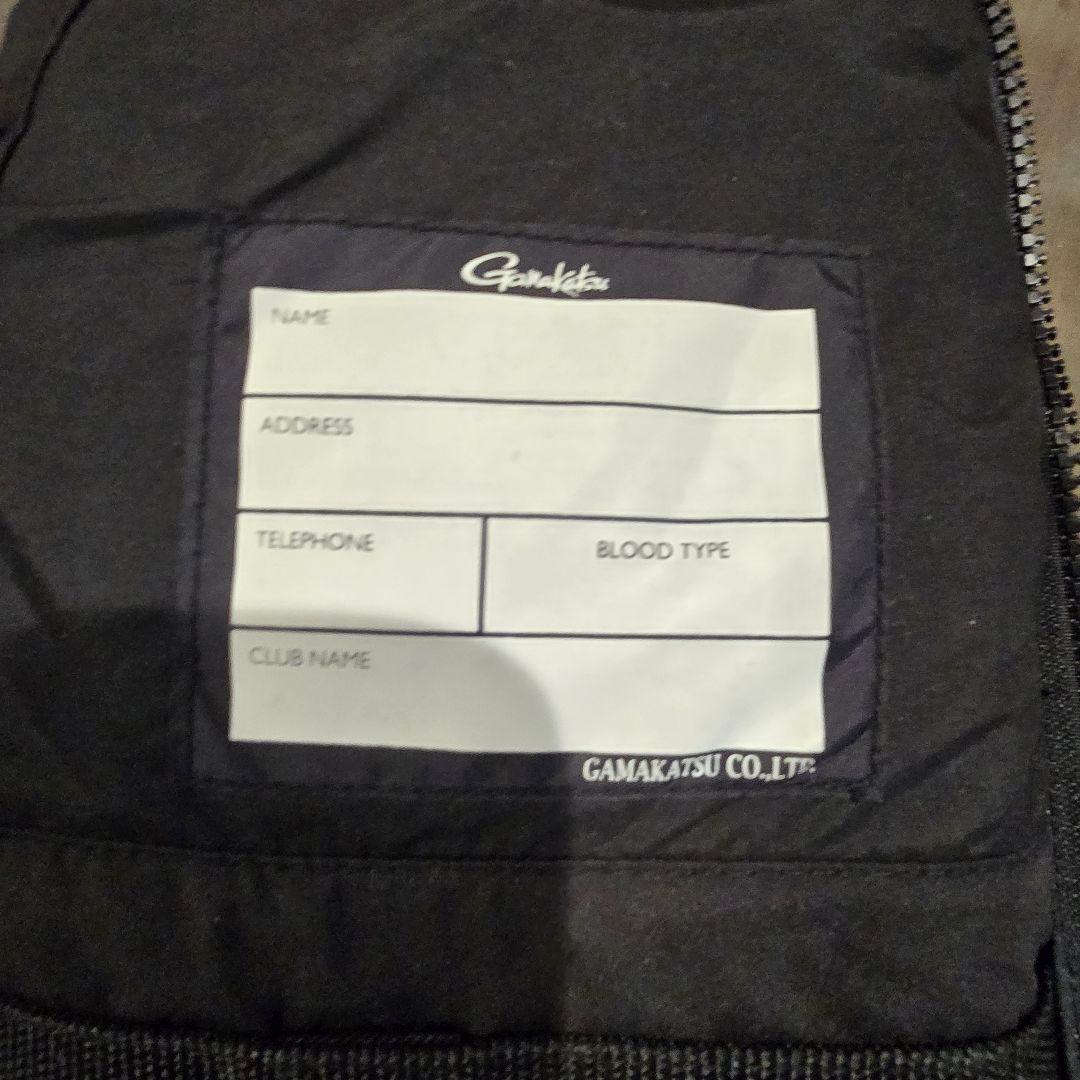 Gamakatsu
NAME
ADDRESS
TELEPHONE
BLOOD TYPE
CLUB NAME
GAMAKATSU CO.,LTD.